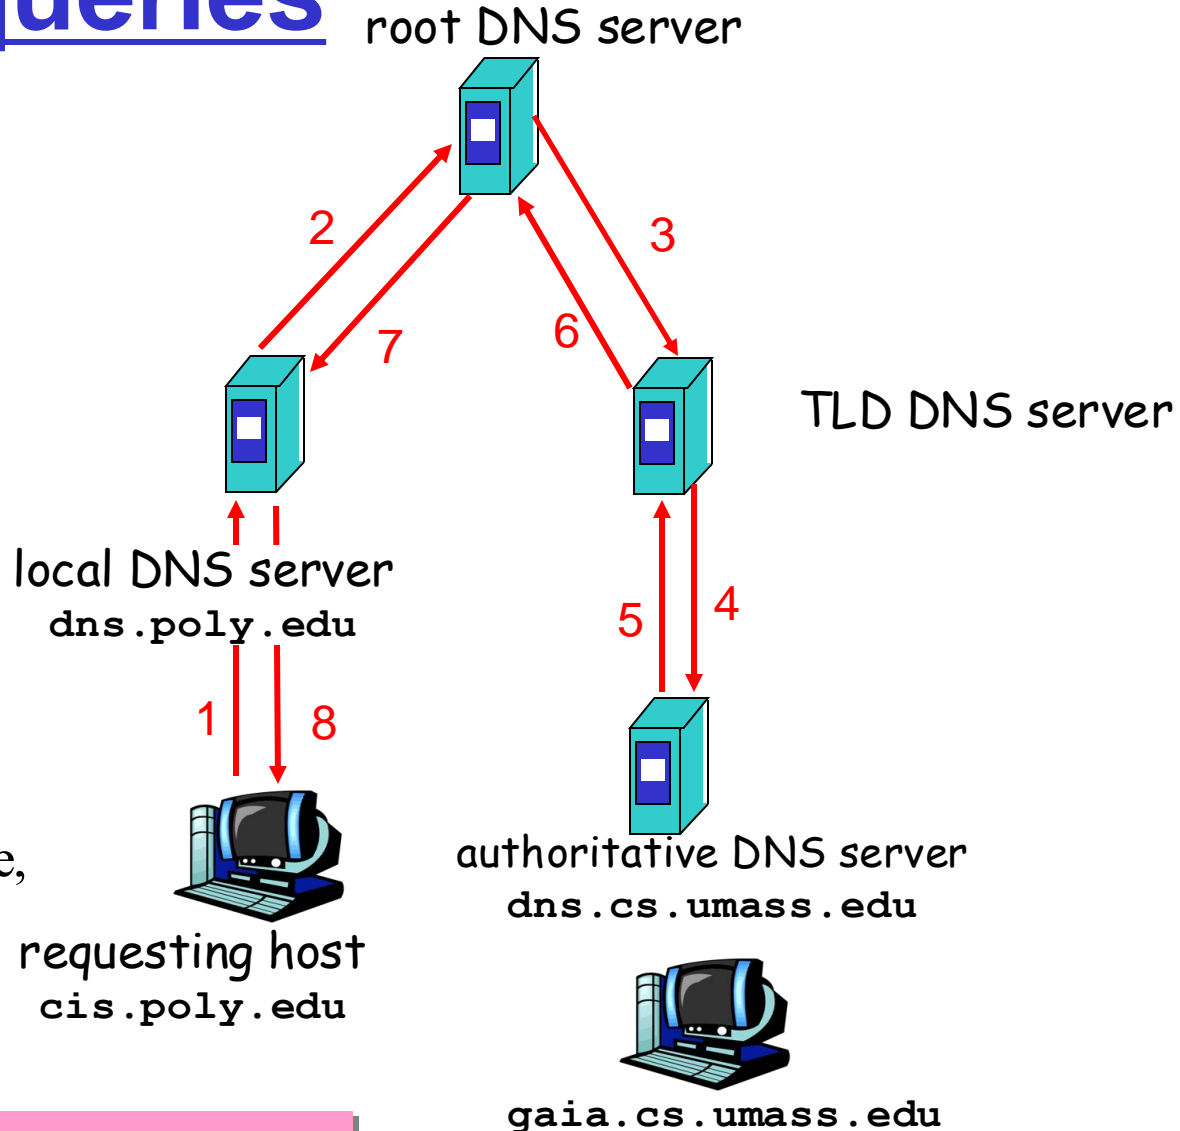 queries
root DNS server
2
3
7
6
TLD DNS server
local DNS server
dns.poly.edu
5
4
1
8
authoritative DNS server
dns.cs.umass.edu
requesting host
cis.poly.edu
gaia.cs.umass.edu